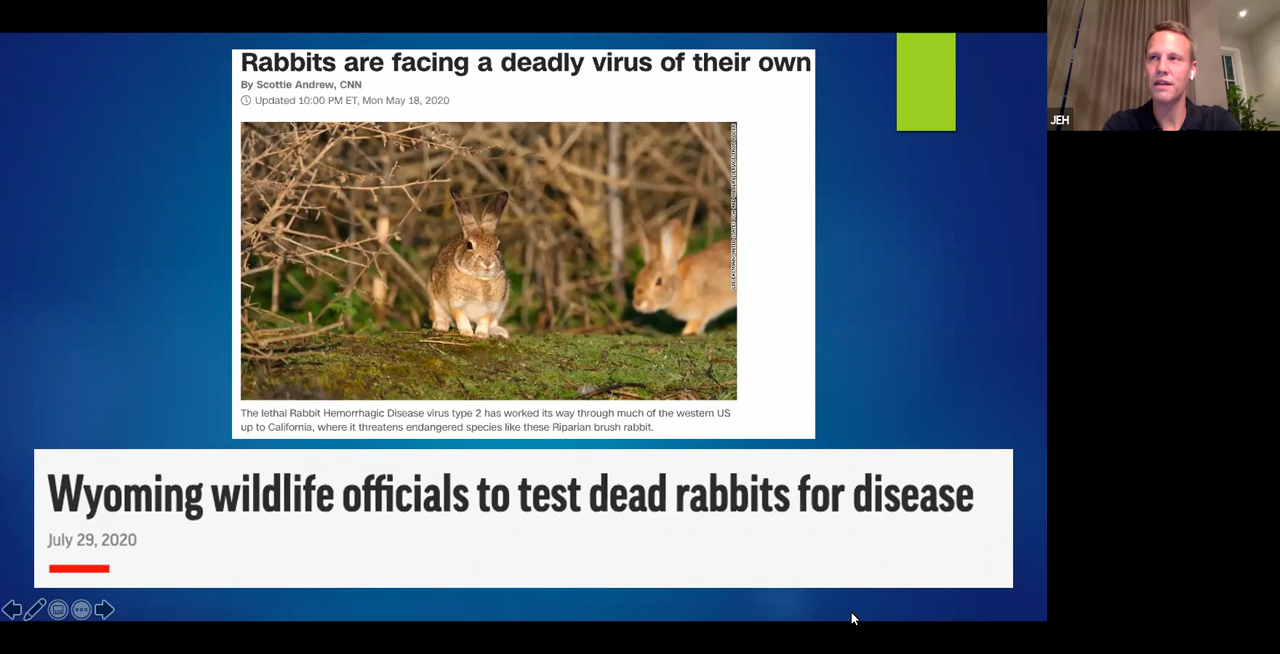 Rabbits are facing a deadly virus of their own
By Scottie Andrew, CNN
Updated 10:00 PM ET, Mon May 18, 2020
The lethal Rabbit Hemorrhagic Disease virus type 2 has worked its way through much of the western US
up to California, where it threatens endangered species like these Riparian brush rabbit.
Wyoming wildlife officials to test dead rabbits for disease
July 29, 2020
JEH